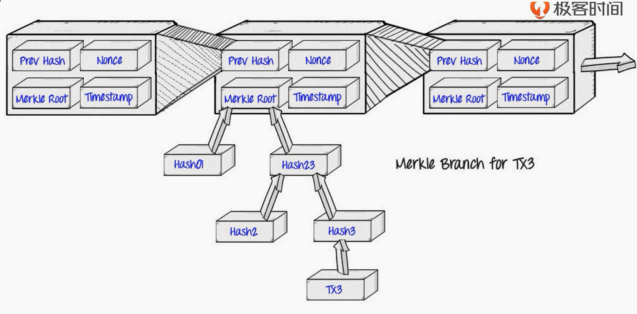 极客时间
Prev Hash Nonce Prev Hash Nonce Prev Hash Nonce
Merkle Root Timestamp Merkle Root Timestamp Merkle Root Timestamp
Hash01 Hash23 Merkle Branch for TX3
Hash2 Hash3
TX3